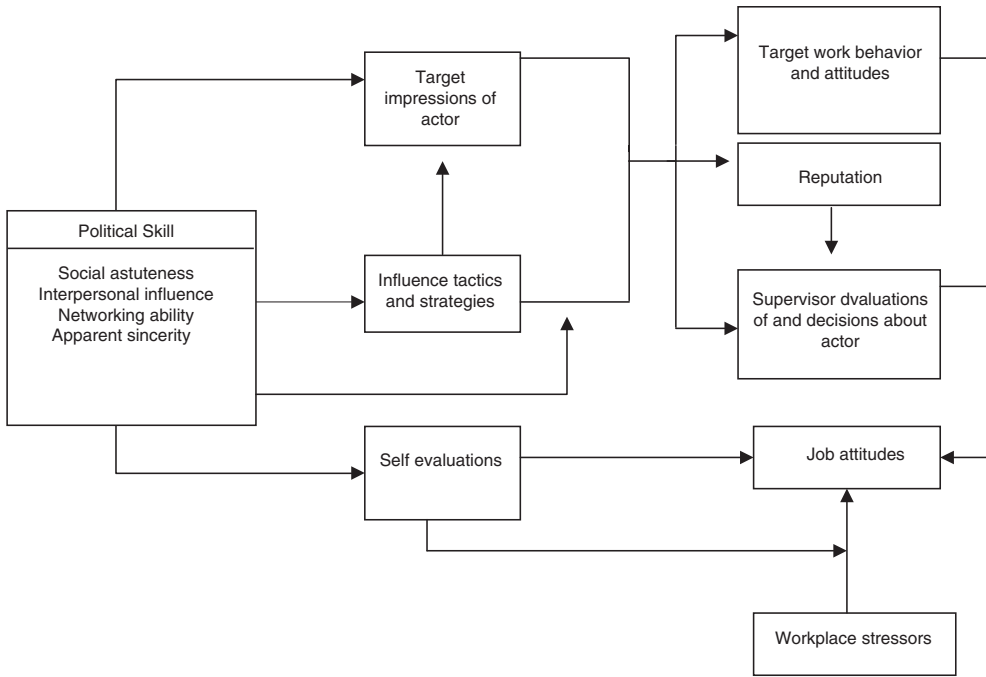 Target
impressions of
actor
Target work behavior
and attitudes
Reputation
Political Skill
Social astuteness
Interpersonal influence
Networking ability
Apparent sincerity
Influence tactics
and strategies
Supervisor dvaluations
of and decisions about
actor
Self evaluations
Job attitudes
Workplace stressors